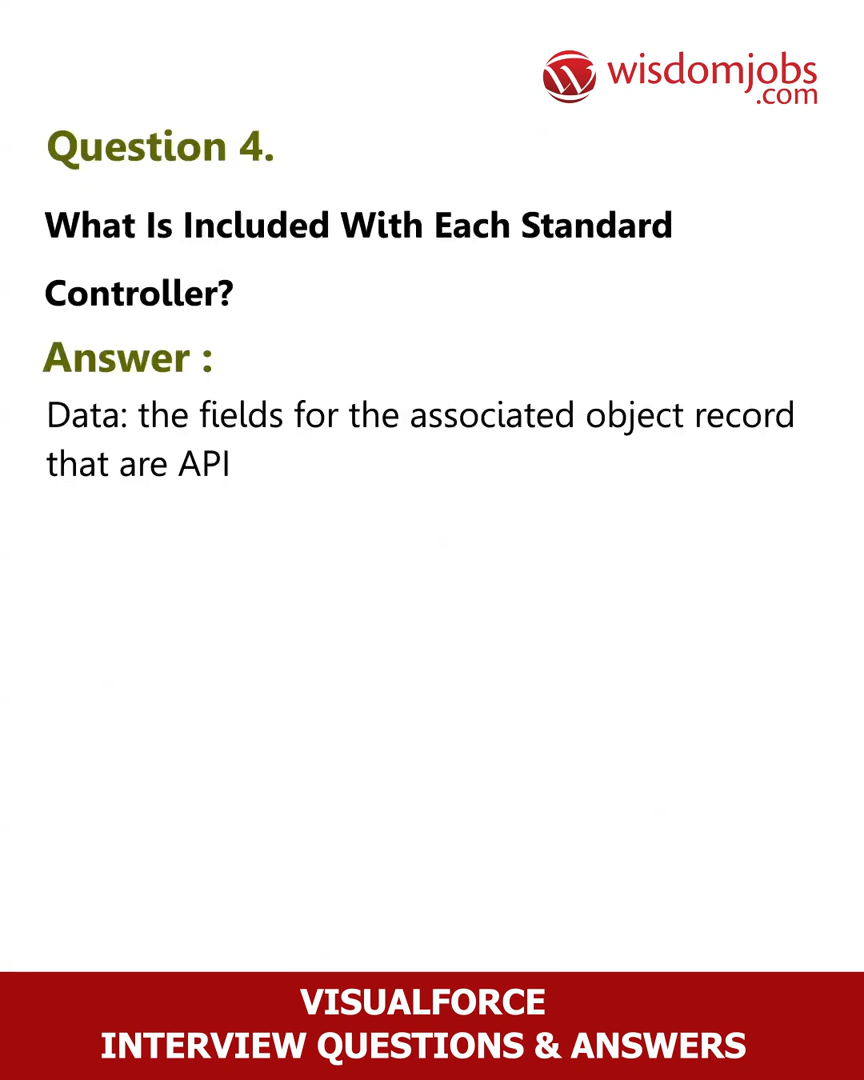 wisdomjobs
.com
Question 4.
What Is Included With Each Standard
Controller?
Answer :
Data: the fields for the associated object record
that are API
VISUALFORCE
INTERVIEW QUESTIONS & ANSWERS